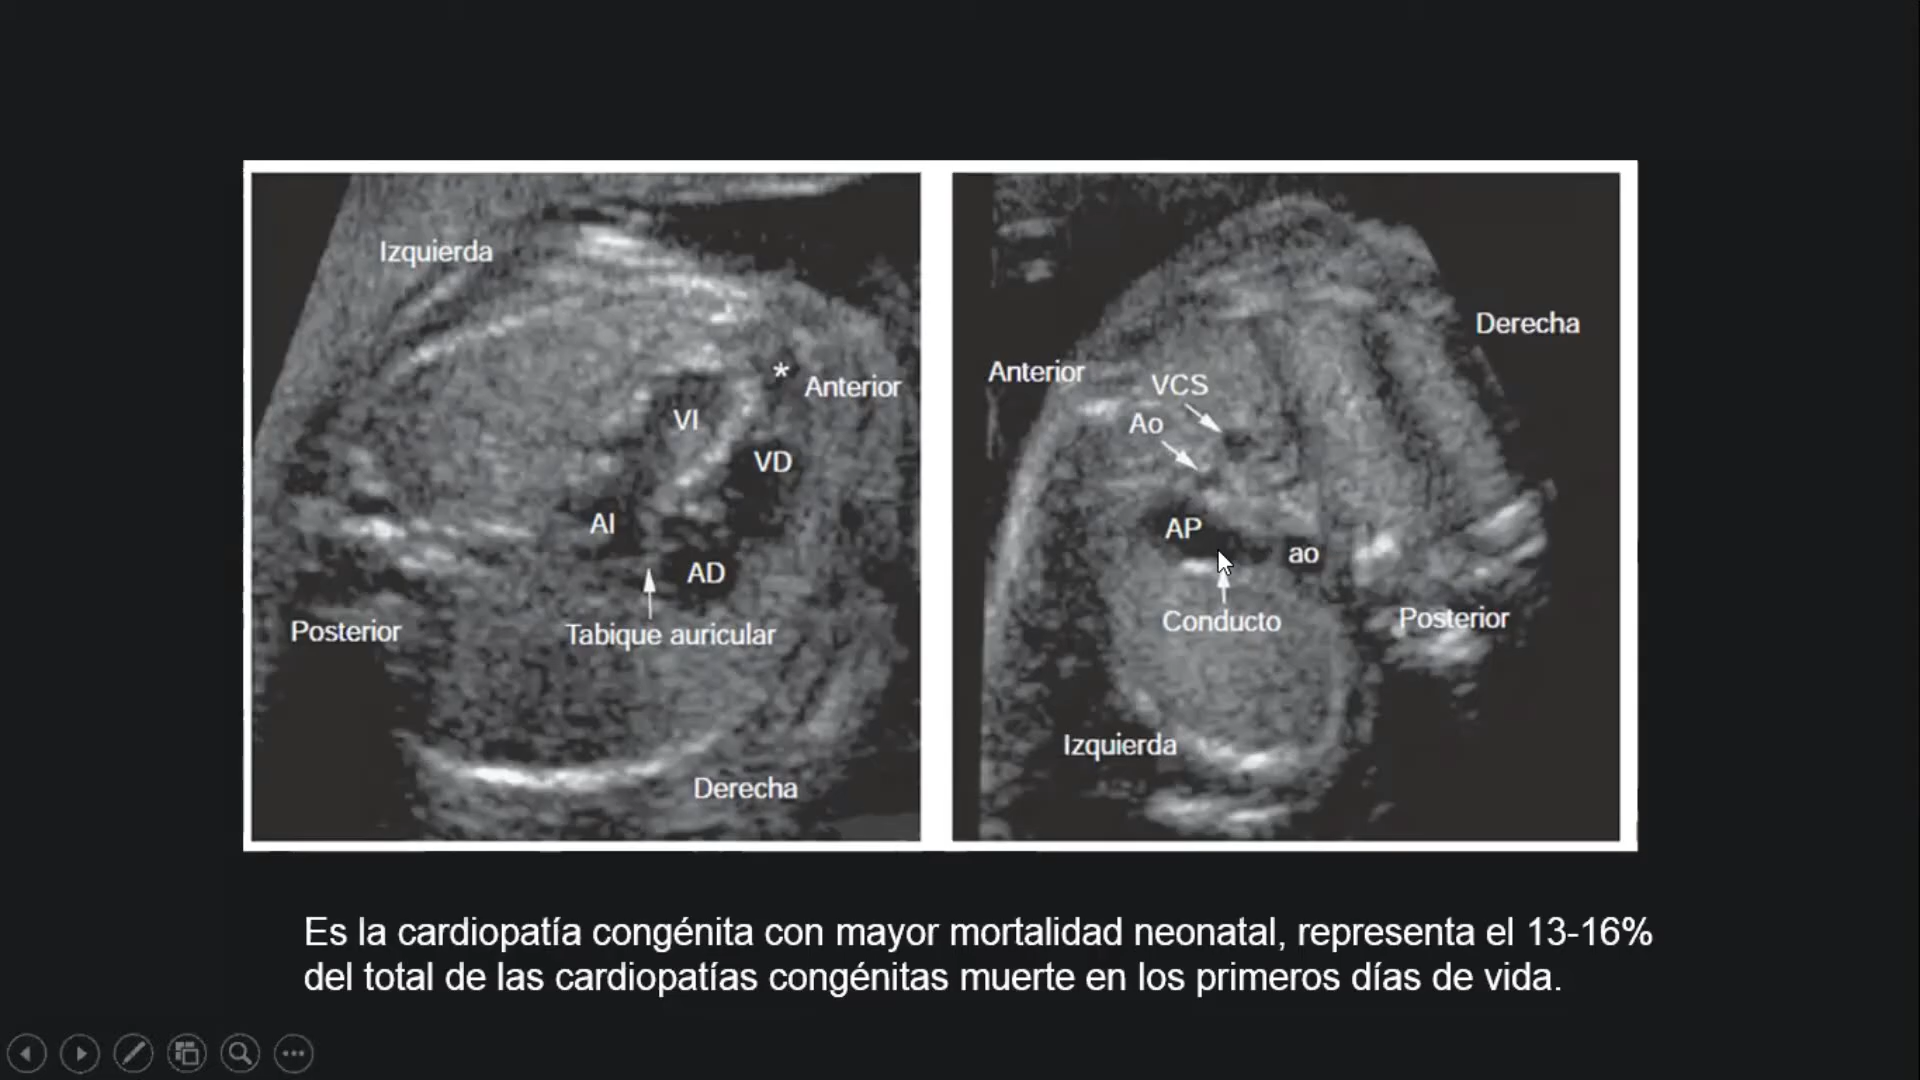 Izquierda
*
Anterior
VI
VD
AI
AD
Posterior
Tabique auricular
Derecha
Derecha
Anterior
VCS
Ao
AP
ao
Conducto
Posterior
Izquierda
Es la cardiopatía congénita con mayor mortalidad neonatal, representa el 13-16%
del total de las cardiopatías congénitas muerte en los primeros días de vida.